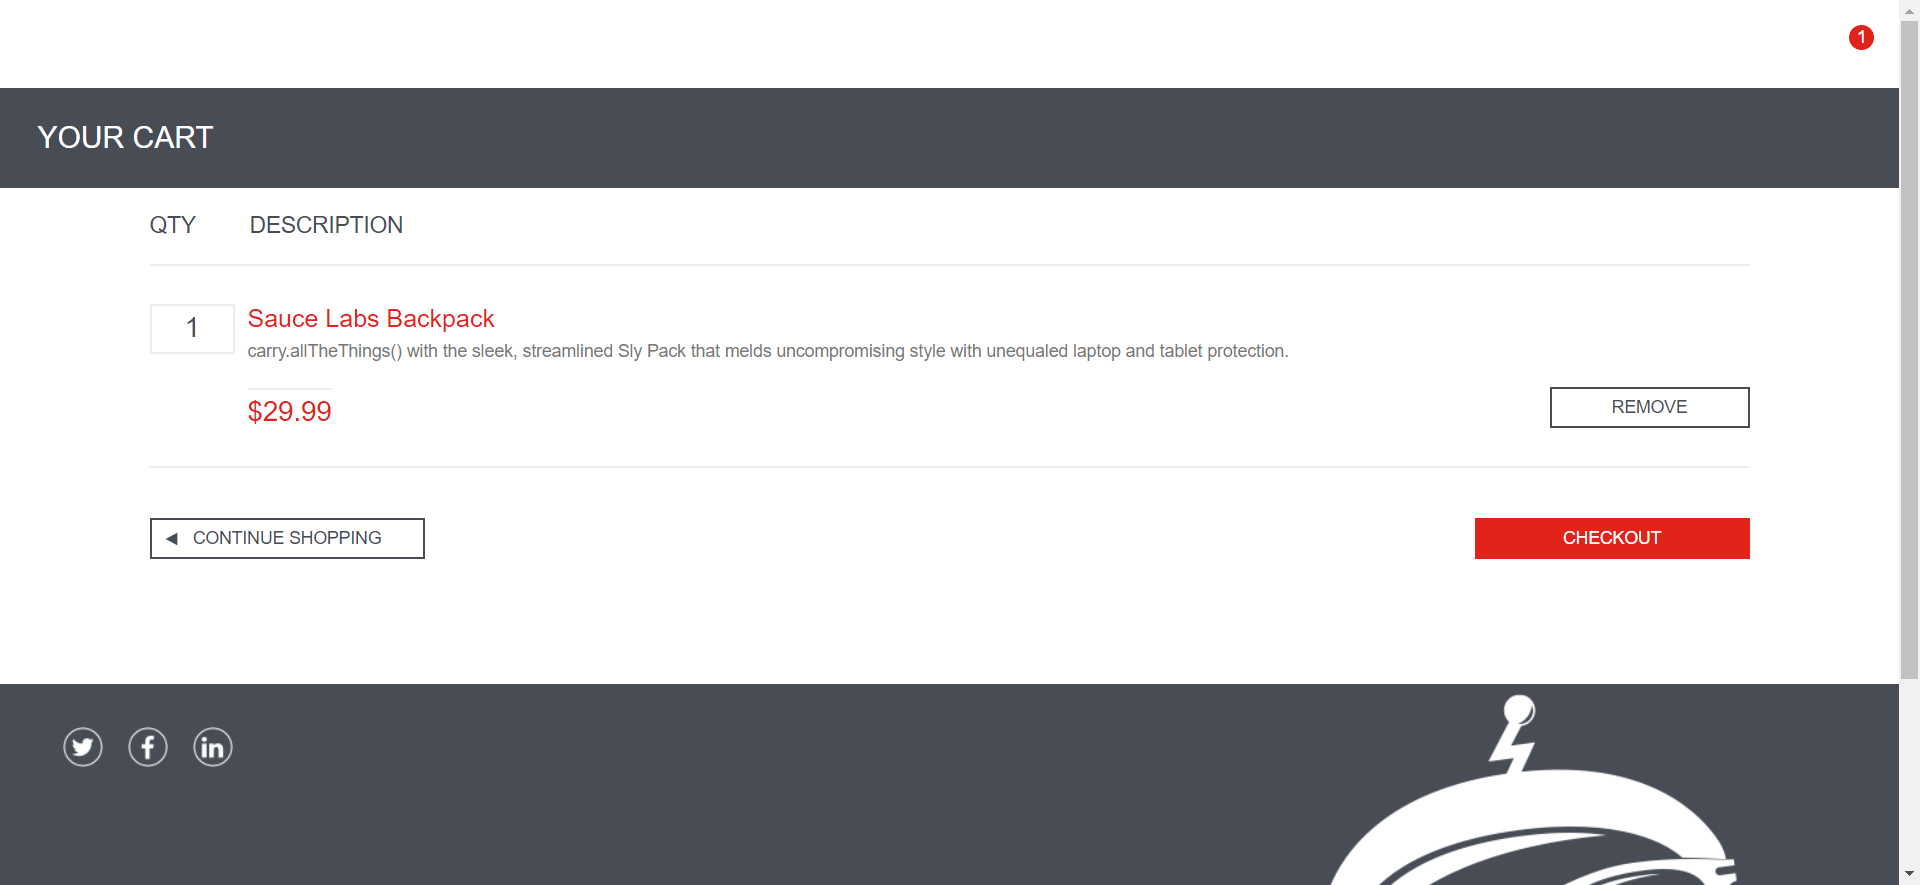 1
YOUR CART
QTY DESCRIPTION
1 Sauce Labs Backpack
carry.allTheThings() with the sleek, streamlined Sly Pack that melds uncompromising style with unequaled laptop and tablet protection.
$29.99 REMOVE
CONTINUE SHOPPING CHECKOUT